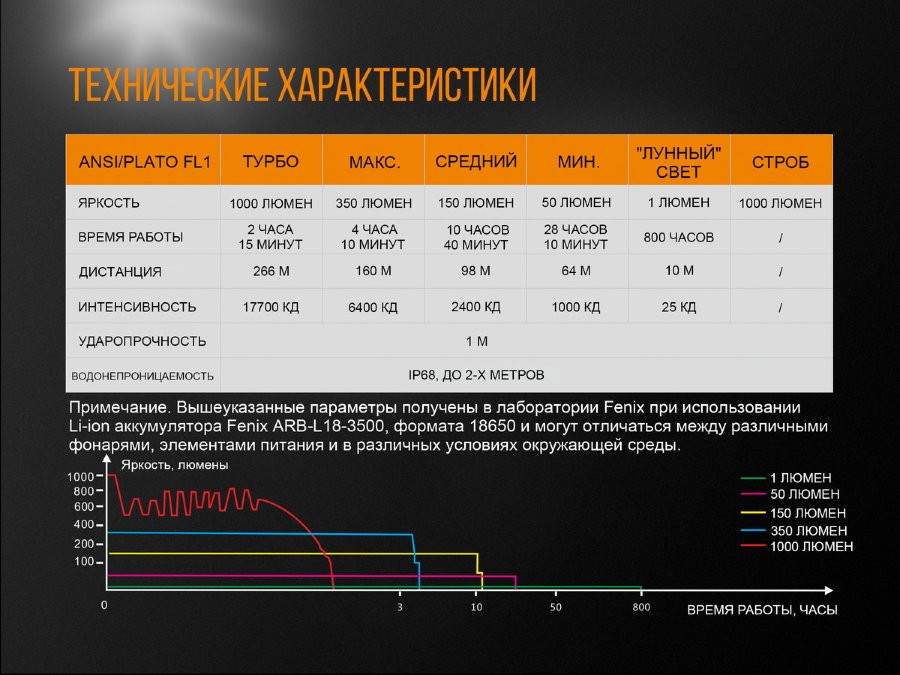 ТЕХНИЧЕСКИЕ ХАРАКТЕРИСТИКИ
ANSI/PLATO FL1 ТУРБО МАКС. СРЕДНИЙ МИН. "ЛУННЫЙ" СВЕТ СТРОБ
ЯРКОСТЬ 1000 ЛЮМЕН 350 ЛЮМЕН 150 ЛЮМЕН 50 ЛЮМЕН 1 ЛЮМЕН 1000 ЛЮМЕН
ВРЕМЯ РАБОТЫ 2 ЧАСА 15 МИНУТ 4 ЧАСА 10 МИНУТ 10 ЧАСОВ 40 МИНУТ 28 ЧАСОВ 10 МИНУТ 800 ЧАСОВ /
ДИСТАНЦИЯ 266 М 160 М 98 М 64 М 10 М /
ИНТЕНСИВНОСТЬ 17700 КД 6400 КД 2400 КД 1000 КД 25 КД /
УДАРОПРОЧНОСТЬ 1 М
ВОДОНЕПРОНИЦАЕМОСТЬ IP68, ДО 2-Х МЕТРОВ
Примечание. Вышеуказанные параметры получены в лаборатории Fenix при использовании
Li-ion аккумулятора Fenix ARB-L18-3500, формата 18650 и могут отличаться между различными
фонарями, элементами питания и в различных условиях окружающей среды.
Яркость, люмены
1000
800
600
400
200
100
1 ЛЮМЕН
50 ЛЮМЕН
150 ЛЮМЕН
350 ЛЮМЕН
1000 ЛЮМЕН
0 3 10 50 800 ВРЕМЯ РАБОТЫ, ЧАСЫ